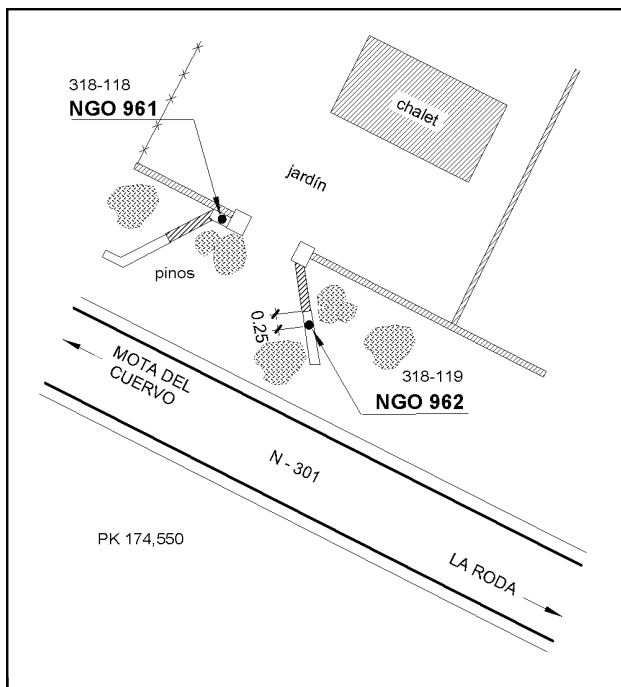 318-118
NGO 961
chalet
jardín
pinos
0.25
318-119
NGO 962
MOTA DEL
CUERVO
N - 301
PK 174,550
LA RODA